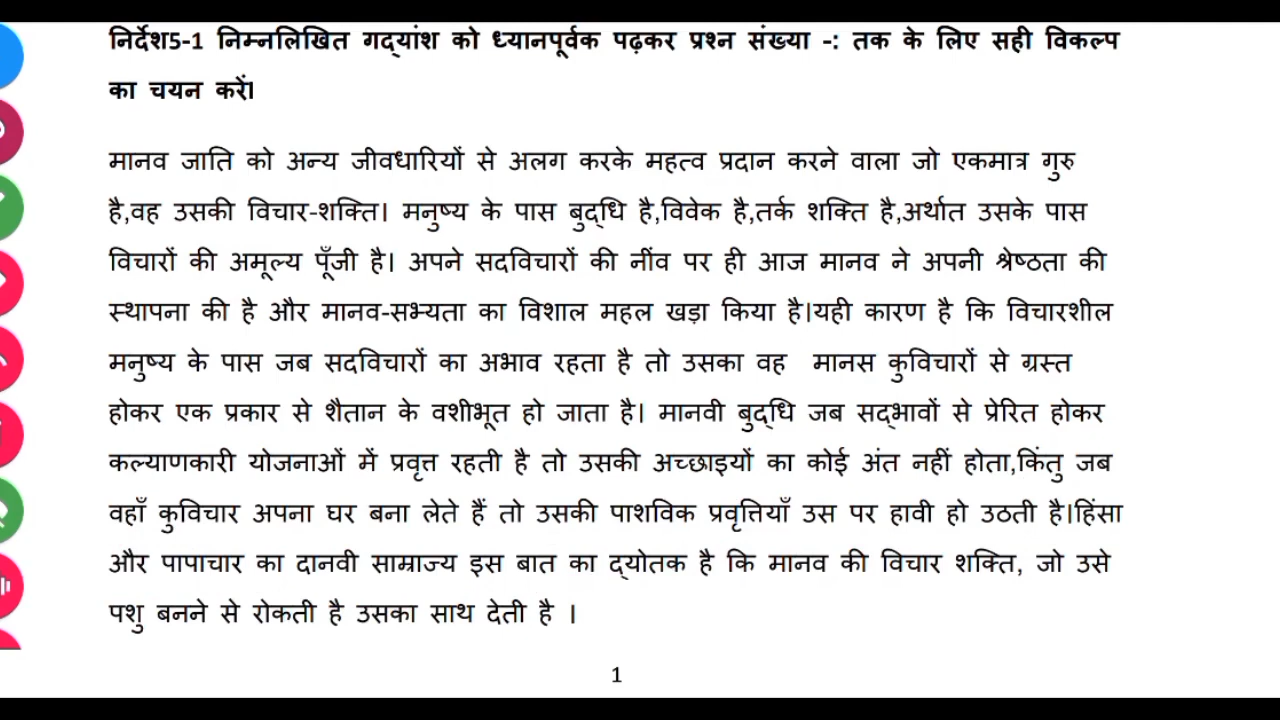 निर्देश5-1 निम्नलिखित गद्यांश को ध्यानपूर्वक पढ़कर प्रश्न संख्या -: तक के लिए सही विकल्प
का चयन करें।
मानव जाति को अन्य जीवधारियों से अलग करके महत्व प्रदान करने वाला जो एकमात्र गुरु
है,वह उसकी विचार-शक्ति। मनुष्य के पास बुद्धि है,विवेक है,तर्क शक्ति है,अर्थात उसके पास
विचारों की अमूल्य पूँजी है। अपने सदविचारों की नींव पर ही आज मानव ने अपनी श्रेष्ठता की
स्थापना की है और मानव-सभ्यता का विशाल महल खड़ा किया है।यही कारण है कि विचारशील
मनुष्य के पास जब सदविचारों का अभाव रहता है तो उसका वह मानस कुविचारों से ग्रस्त
होकर एक प्रकार से शैतान के वशीभूत हो जाता है। मानवी बुद्धि जब सद्भावों से प्रेरित होकर
कल्याणकारी योजनाओं में प्रवृत्त रहती है तो उसकी अच्छाइयों का कोई अंत नहीं होता,किंतु जब
वहाँ कुविचार अपना घर बना लेते हैं तो उसकी पाशविक प्रवृत्तियाँ उस पर हावी हो उठती है।हिंसा
और पापाचार का दानवी साम्राज्य इस बात का द्योतक है कि मानव की विचार शक्ति, जो उसे
पशु बनने से रोकती है उसका साथ देती है ।
1